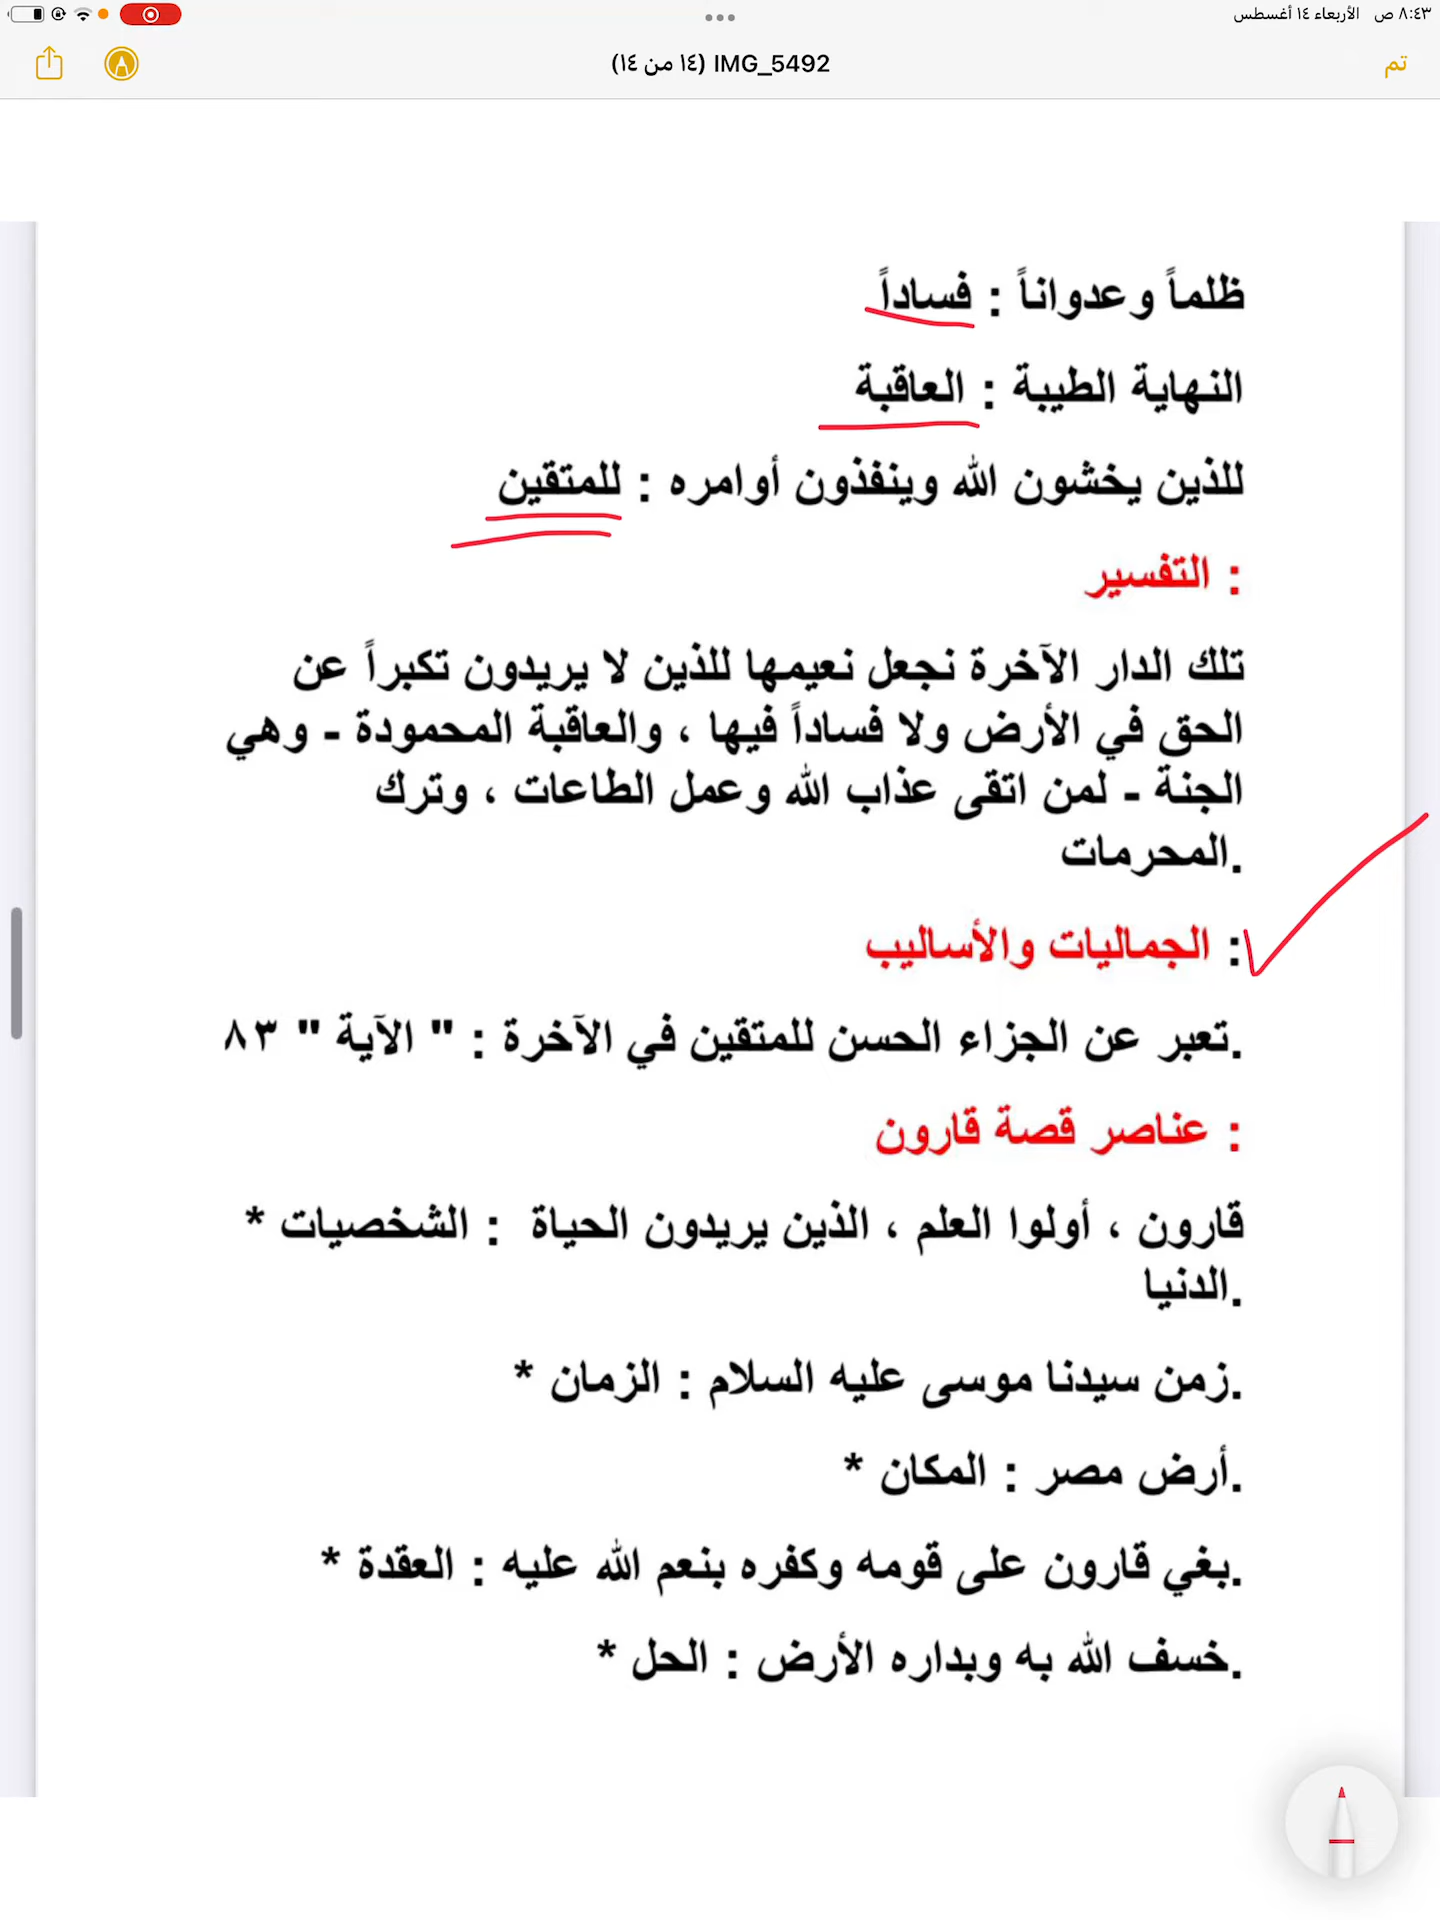 ٨:٤٣ ص الأربعاء ١٤ أغسطس
تم
IMG_5492 (١٤ من ١٤)
ظلماً وعدواناً : فساداً
النهاية الطيبة : العاقبة
للذين يخشون الله وينفذون أوامره : للمتقين
: التفسير
تلك الدار الآخرة نجعل نعيمها للذين لا يريدون تكبراً عن
الحق في الأرض ولا فساداً فيها ، والعاقبة المحمودة - وهي
الجنة - لمن اتقى عذاب الله وعمل الطاعات ، وترك
.المحرمات
: الجماليات والأساليب
.تعبر عن الجزاء الحسن للمتقين في الآخرة : " الآية " ٨٣
: عناصر قصة قارون
قارون ، أولوا العلم ، الذين يريدون الحياة : الشخصيات *
.الدنيا
.زمن سيدنا موسى عليه السلام : الزمان *
.أرض مصر : المكان *
.بغي قارون على قومه وكفره بنعم الله عليه : العقدة *
.خسف الله به وبداره الأرض : الحل *